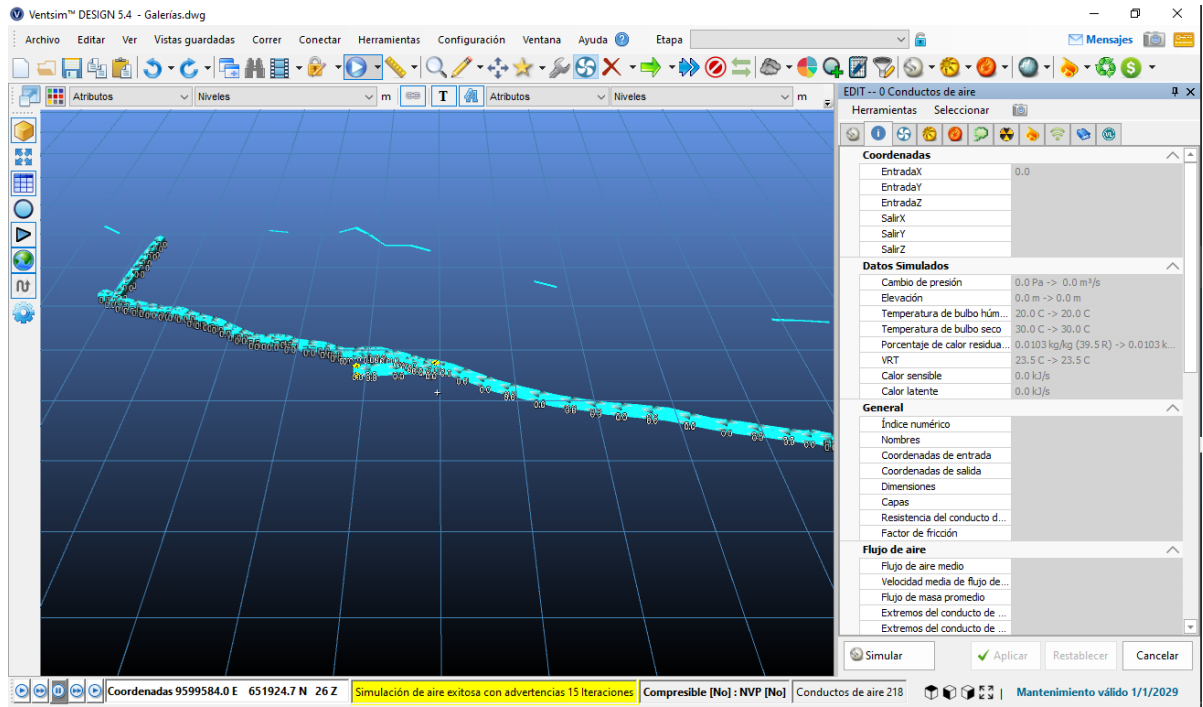 Ventsim™ DESIGN 5.4 - Galerías.dwg
Archivo Editar Ver Vistas guardadas Correr Conectar Herramientas Configuración Ventana Ayuda Etapa Mensajes
Atributos Niveles m T Atributos Niveles m
EDIT -- 0 Conductos de aire
Herramientas Seleccionar
Coordenadas
EntradaX 0.0
EntradaY
EntradaZ
SalirX
SalirY
SalirZ
Datos Simulados
Cambio de presión 0.0 Pa -> 0.0 m³/s
Elevación 0.0 m -> 0.0 m
Temperatura de bulbo húm... 20.0 C -> 20.0 C
Temperatura de bulbo seco 30.0 C -> 30.0 C
Porcentaje de calor residua... 0.0103 kg/kg (39.5 R) -> 0.0103 k...
VRT 23.5 C -> 23.5 C
Calor sensible 0.0 kJ/s
Calor latente 0.0 kJ/s
General
Índice numérico
Nombres
Coordenadas de entrada
Coordenadas de salida
Dimensiones
Capas
Resistencia del conducto d...
Factor de fricción
Flujo de aire
Flujo de aire medio
Velocidad media de flujo de...
Flujo de masa promedio
Extremos del conducto de ...
Extremos del conducto de ...
Simular Aplicar Restablecer Cancelar
Coordenadas 9599584.0 E 651924.7 N 26 Z Simulación de aire exitosa con advertencias 15 Iteraciones Compresible [No] : NVP [No] Conductos de aire 218 Mantenimiento válido 1/1/2029